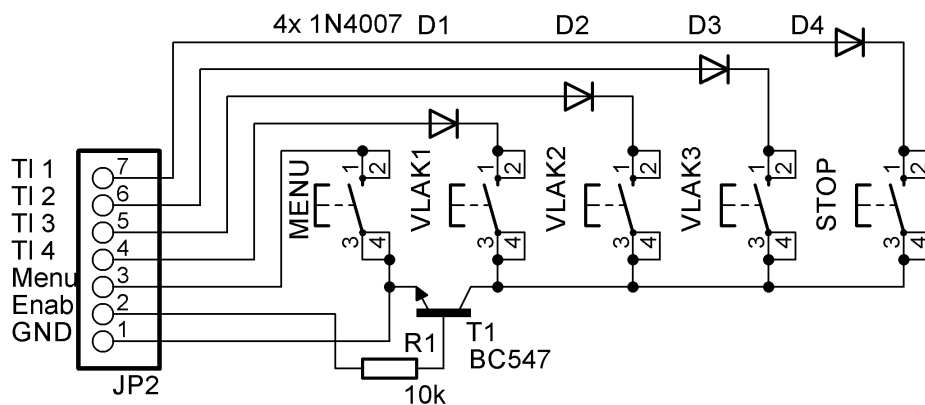 4x 1N4007 D1 D2 D3 D4
TI 1 7
TI 2 6
TI 3 5
TI 4 4
Menu 3
Enab 2
GND 1
JP2
MENU 1 2 3 4
VLAK1 1 2 3 4
VLAK2 1 2 3 4
VLAK3 1 2 3 4
STOP 1 2 3 4
R1
10k
T1
BC547